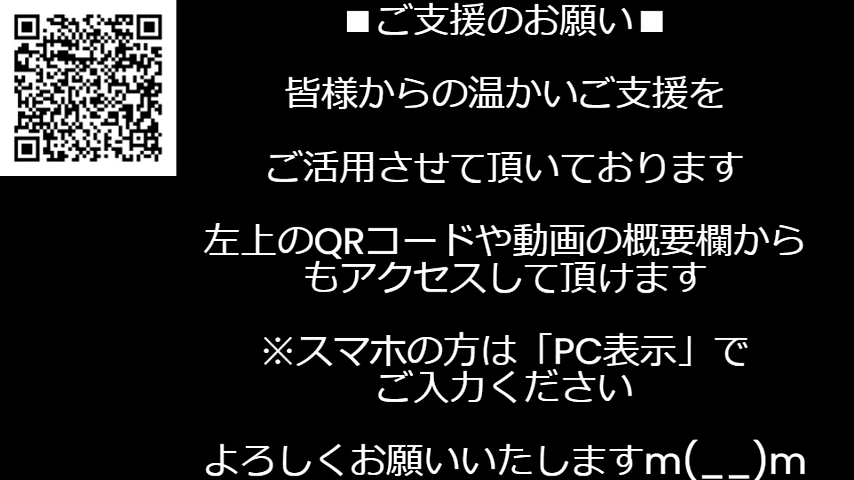 ■ご支援のお願い■
皆様からの温かいご支援を
ご活用させて頂いております
左上のQRコードや動画の概要欄から
もアクセスして頂けます
※スマホの方は「PC表示」で
ご入力ください
よろしくお願いいたしますm(__)m